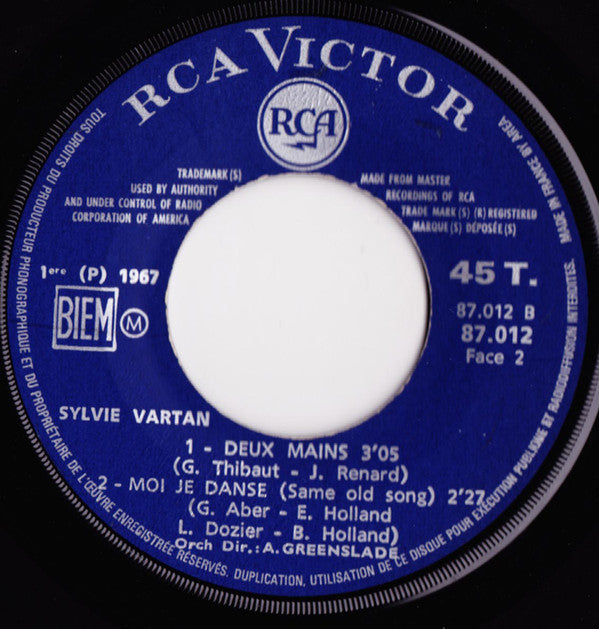 RCA VICTOR
RCA
TRADEMARK(S)
USED BY AUTHORITY
AND UNDER CONTROL OF RADIO
CORPORATION OF AMERICA
MADE FROM MASTER
RECORDINGS OF RCA
TRADE MARK(S) (R) REGISTERED
MARQUE(S) DÉPOSÉE(S)
1ere (P) 1967
BIEM M
45 T.
87.012 B
87.012
Face 2
SYLVIE VARTAN
1 - DEUX MAINS 3'05
(G. Thibaut - J. Renard)
2 - MOI JE DANSE (Same old song) 2'27
(G. Aber - E. Holland
L. Dozier - B. Holland)
Orch Dir.: A. GREENSLADE
TOUS DROITS DU PRODUCTEUR PHONOGRAPHIQUE ET DU PROPRIÉTAIRE DE L'ŒUVRE ENREGISTRÉE RÉSERVÉS. DUPLICATION, UTILISATION DE CE DISQUE POUR EXÉCUTION PUBLIQUE ET RADIODIFFUSION INTERDITES. MADE IN FRANCE BY AREA